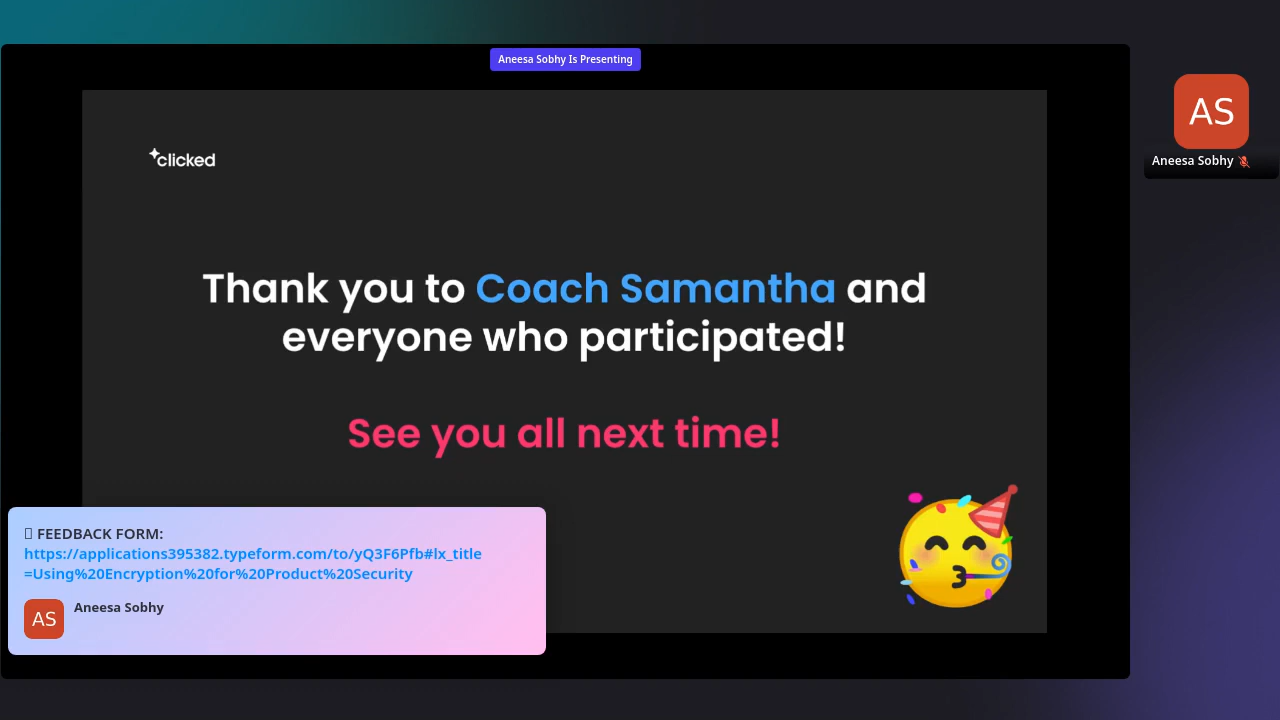 Aneesa Sobhy Is Presenting
AS
Aneesa Sobhy
clicked
Thank you to Coach Samantha and
everyone who participated!
See you all next time!
FEEDBACK FORM:
https://applications395382.typeform.com/to/yQ3F6Pfb#lx_title
=Using%20Encryption%20for%20Product%20Security
AS
Aneesa Sobhy